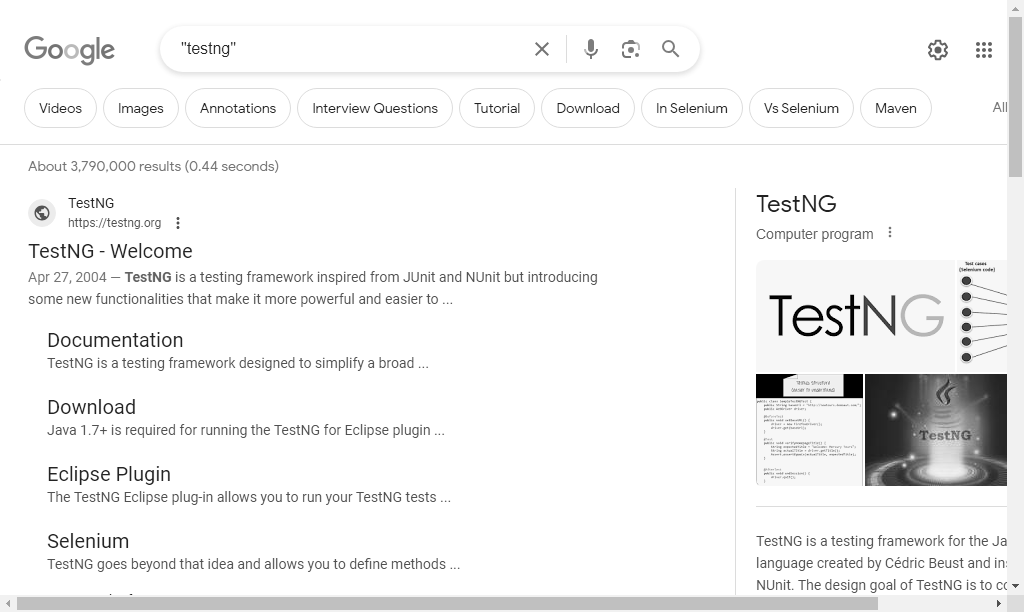 Google
"testng"
Videos
Images
Annotations
Interview Questions
Tutorial
Download
In Selenium
Vs Selenium
Maven
All
About 3,790,000 results (0.44 seconds)
TestNG
https://testng.org
TestNG - Welcome
Apr 27, 2004 — TestNG is a testing framework inspired from JUnit and NUnit but introducing
some new functionalities that make it more powerful and easier to ...
Documentation
TestNG is a testing framework designed to simplify a broad ...
Download
Java 1.7+ is required for running the TestNG for Eclipse plugin ...
Eclipse Plugin
The TestNG Eclipse plug-in allows you to run your TestNG tests ...
Selenium
TestNG goes beyond that idea and allows you to define methods ...
TestNG
Computer program
TestNG
Test cases
(Selenium code)
TestNG
TestNG is a testing framework for the Ja
language created by Cédric Beust and ins
NUnit. The design goal of TestNG is to co